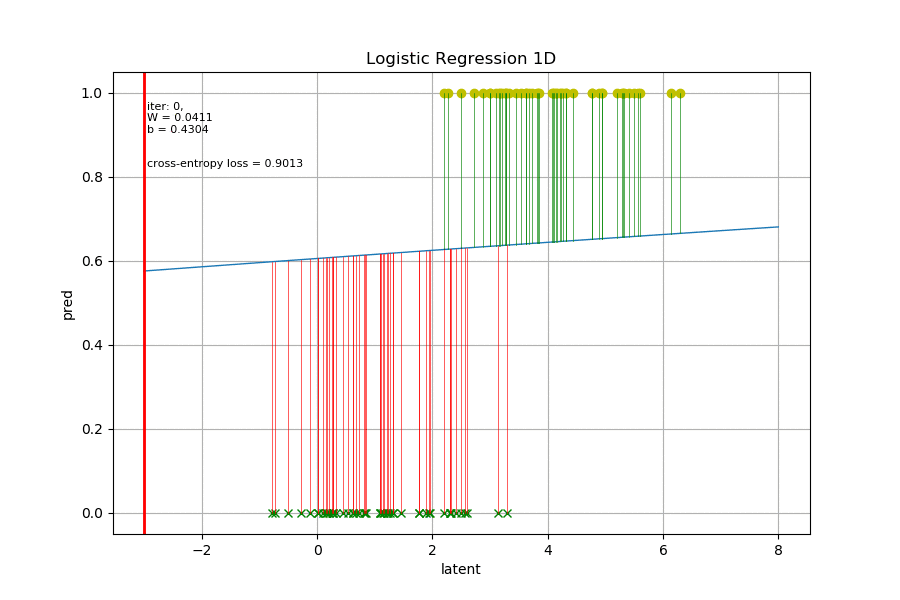 Logistic Regression 1D
1.0
iter: 0,
W = 0.0411
b = 0.4304
cross-entropy loss = 0.9013
0.8
0.6
pred
0.4
0.2
0.0
−2
0
2
4
6
8
latent